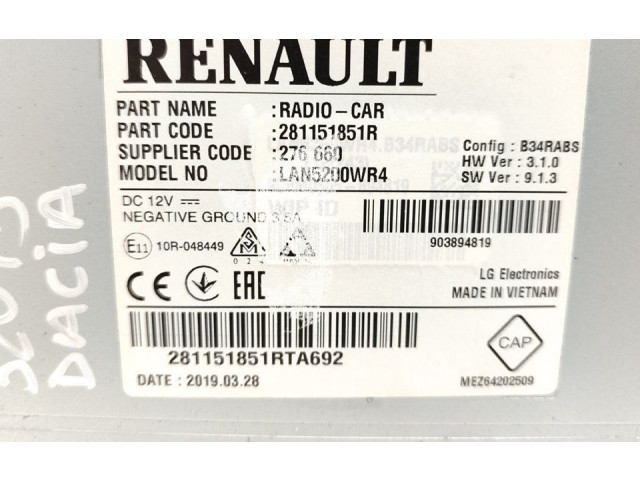 RENAULT
PART NAME : RADIO-CAR
PART CODE : 281151851R
SUPPLIER CODE : 276 660
MODEL NO : LAN5200WR4
Config : B34RABS
HW Ver : 3.1.0
SW Ver : 9.1.3
DC 12V
NEGATIVE GROUND 3.5A
E11 10R-048449
903894819
CE EAC
LG Electronics
MADE IN VIETNAM
281151851RTA692
CAP
DATE : 2019.03.28
MEZ64202509
DACIA